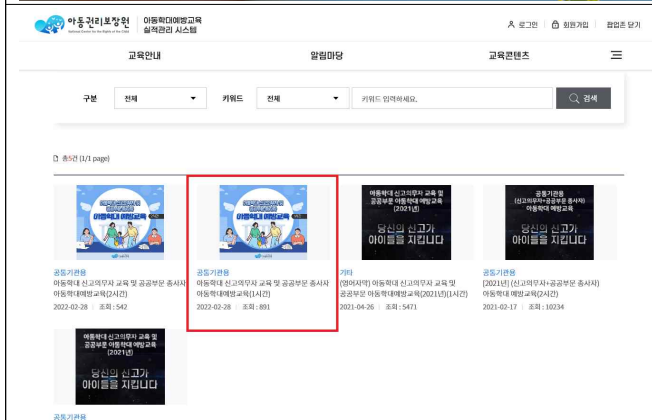 아동권리보장원
National Center for the Rights of the Child
아동학대예방교육
실적관리 시스템
로그인 회원가입 팝업존 닫기
교육안내 알림마당 교육콘텐츠
구분 전체 키워드 전체 키워드 입력하세요. 검색
총5건 (1/1 page)
아동학대 예방교육
아동학대 예방교육
아동학대 신고의무자 교육 및
공공부문 아동학대 예방교육
(2021년)
당신의 신고가
아이들을 지킵니다
공통기관용
(신고의무자+공공부문 종사자)
아동학대 예방교육
당신의 신고가
아이들을 지킵니다
공통기관용
아동학대 신고의무자 교육 및 공공부문 종사자
아동학대예방교육(2시간)
2022-02-28 조회 : 542
공통기관용
아동학대 신고의무자 교육 및 공공부문 종사자
아동학대예방교육(1시간)
2022-02-28 조회 : 891
기타
(영어자막) 아동학대 신고의무자 교육 및
공공부문 아동학대 예방교육(2021년)(1시간)
2021-04-26 조회 : 5471
공통기관용
[2021년] (신고의무자+공공부문 종사자)
아동학대 예방교육(2시간)
2021-02-17 조회 : 10234
아동학대 신고의무자 교육 및
공공부문 아동학대 예방교육
(2021년)
당신의 신고가
아이들을 지킵니다
공통기관용